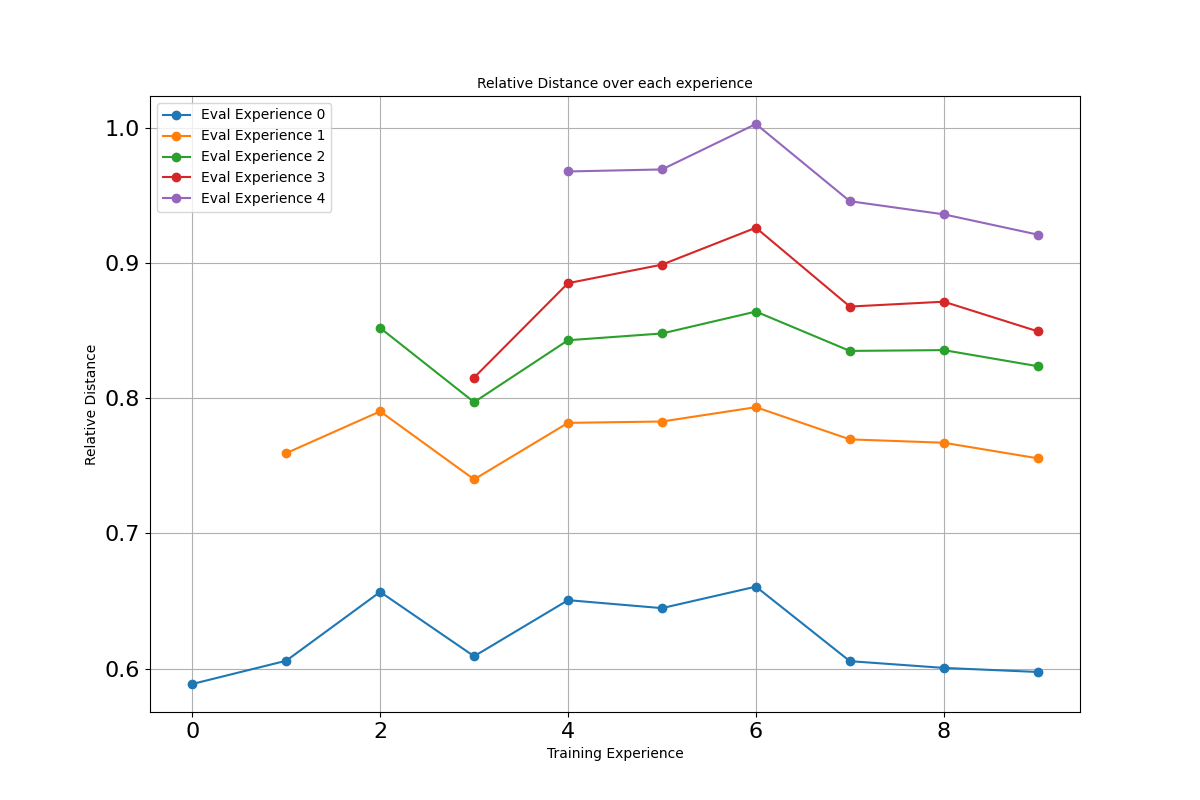 Relative Distance over each experience
Eval Experience 0
Eval Experience 1
Eval Experience 2
Eval Experience 3
Eval Experience 4
1.0
0.9
0.8
0.7
0.6
Relative Distance
0 2 4 6 8
Training Experience